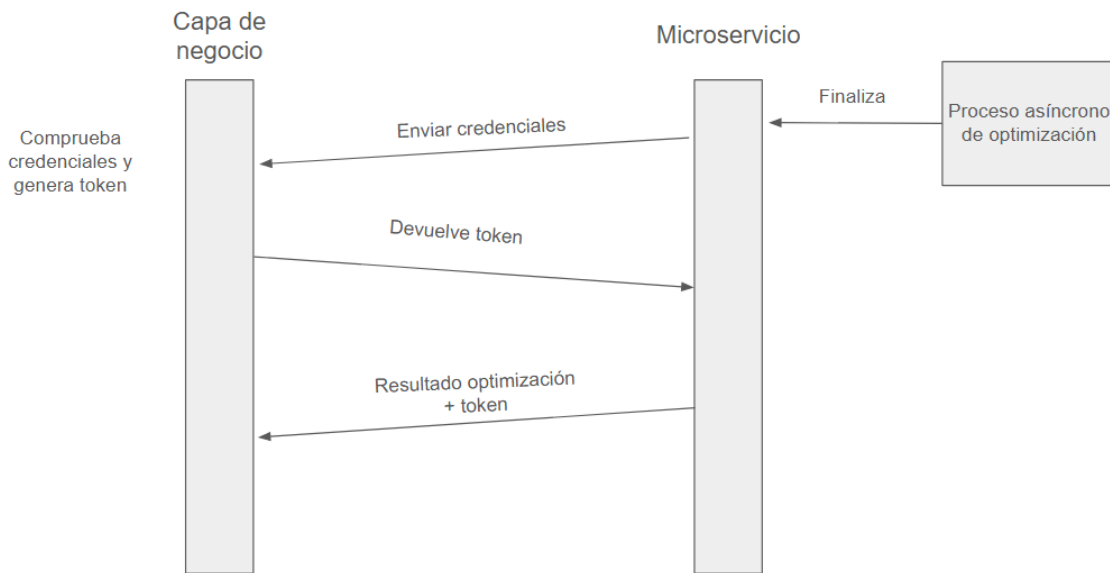 Capa de
negocio
Microservicio
Finaliza
Proceso asíncrono
de optimización
Enviar credenciales
Comprueba
credenciales y
genera token
Devuelve token
Resultado optimización
+ token